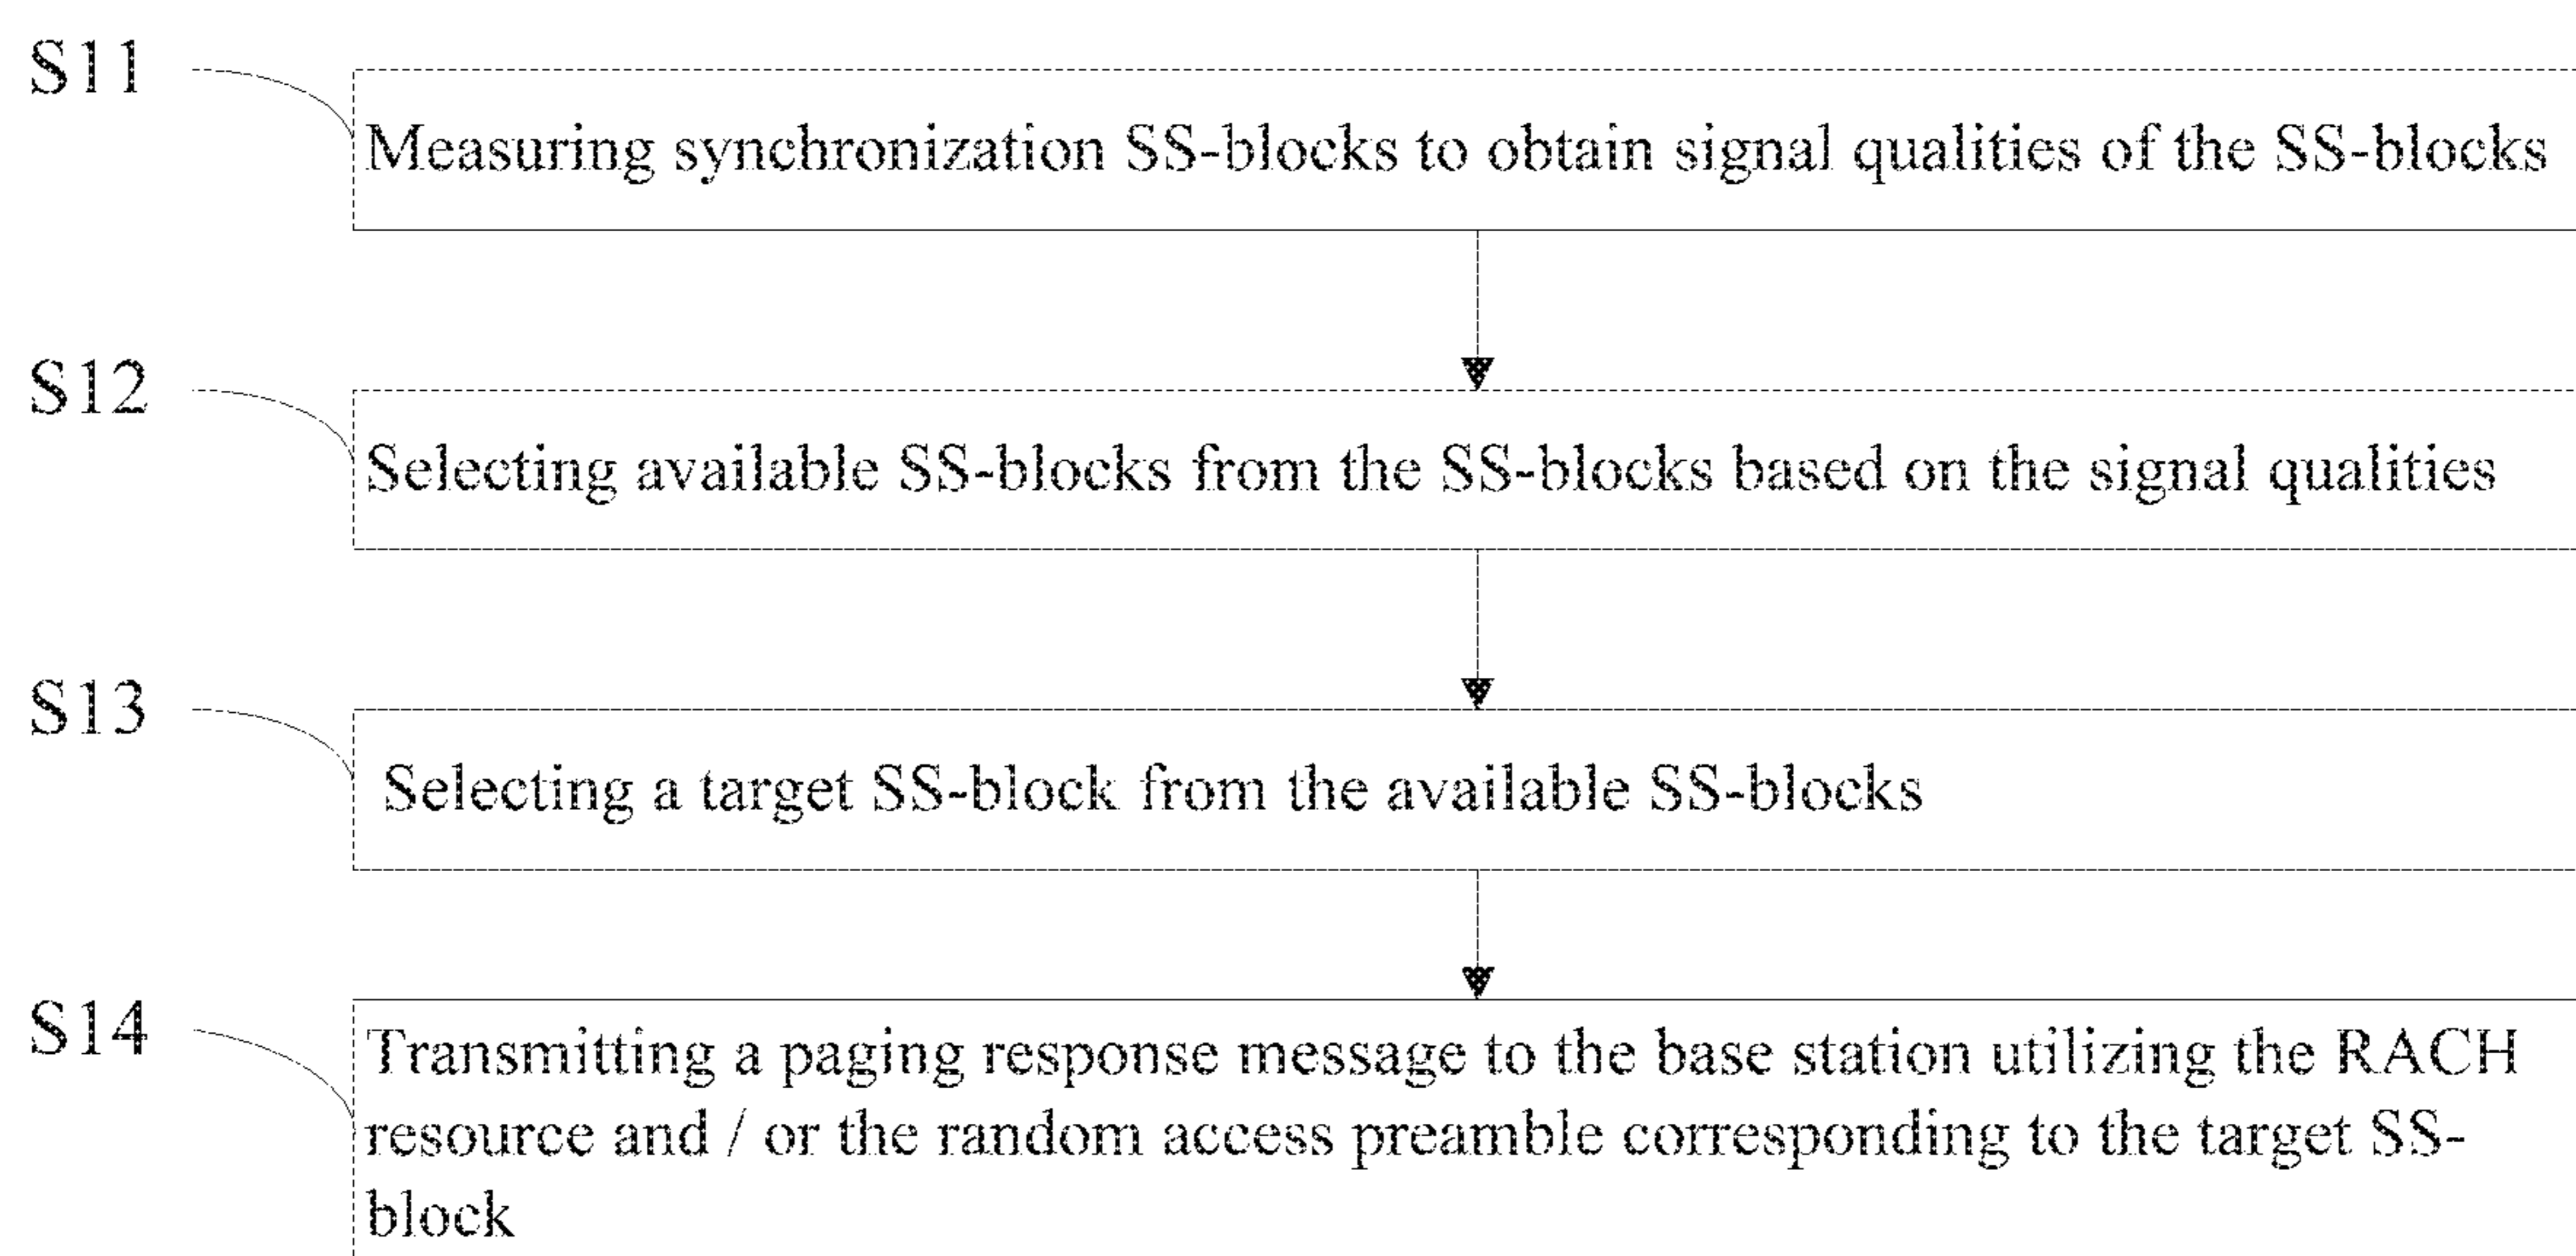 S11
Measuring synchronization SS-blocks to obtain signal qualities of the SS-blocks
S12
Selecting available SS-blocks from the SS-blocks based on the signal qualities
S13
Selecting a target SS-block from the available SS-blocks
S14
Transmitting a paging response message to the base station utilizing the RACH
resource and / or the random access preamble corresponding to the target SS-
block